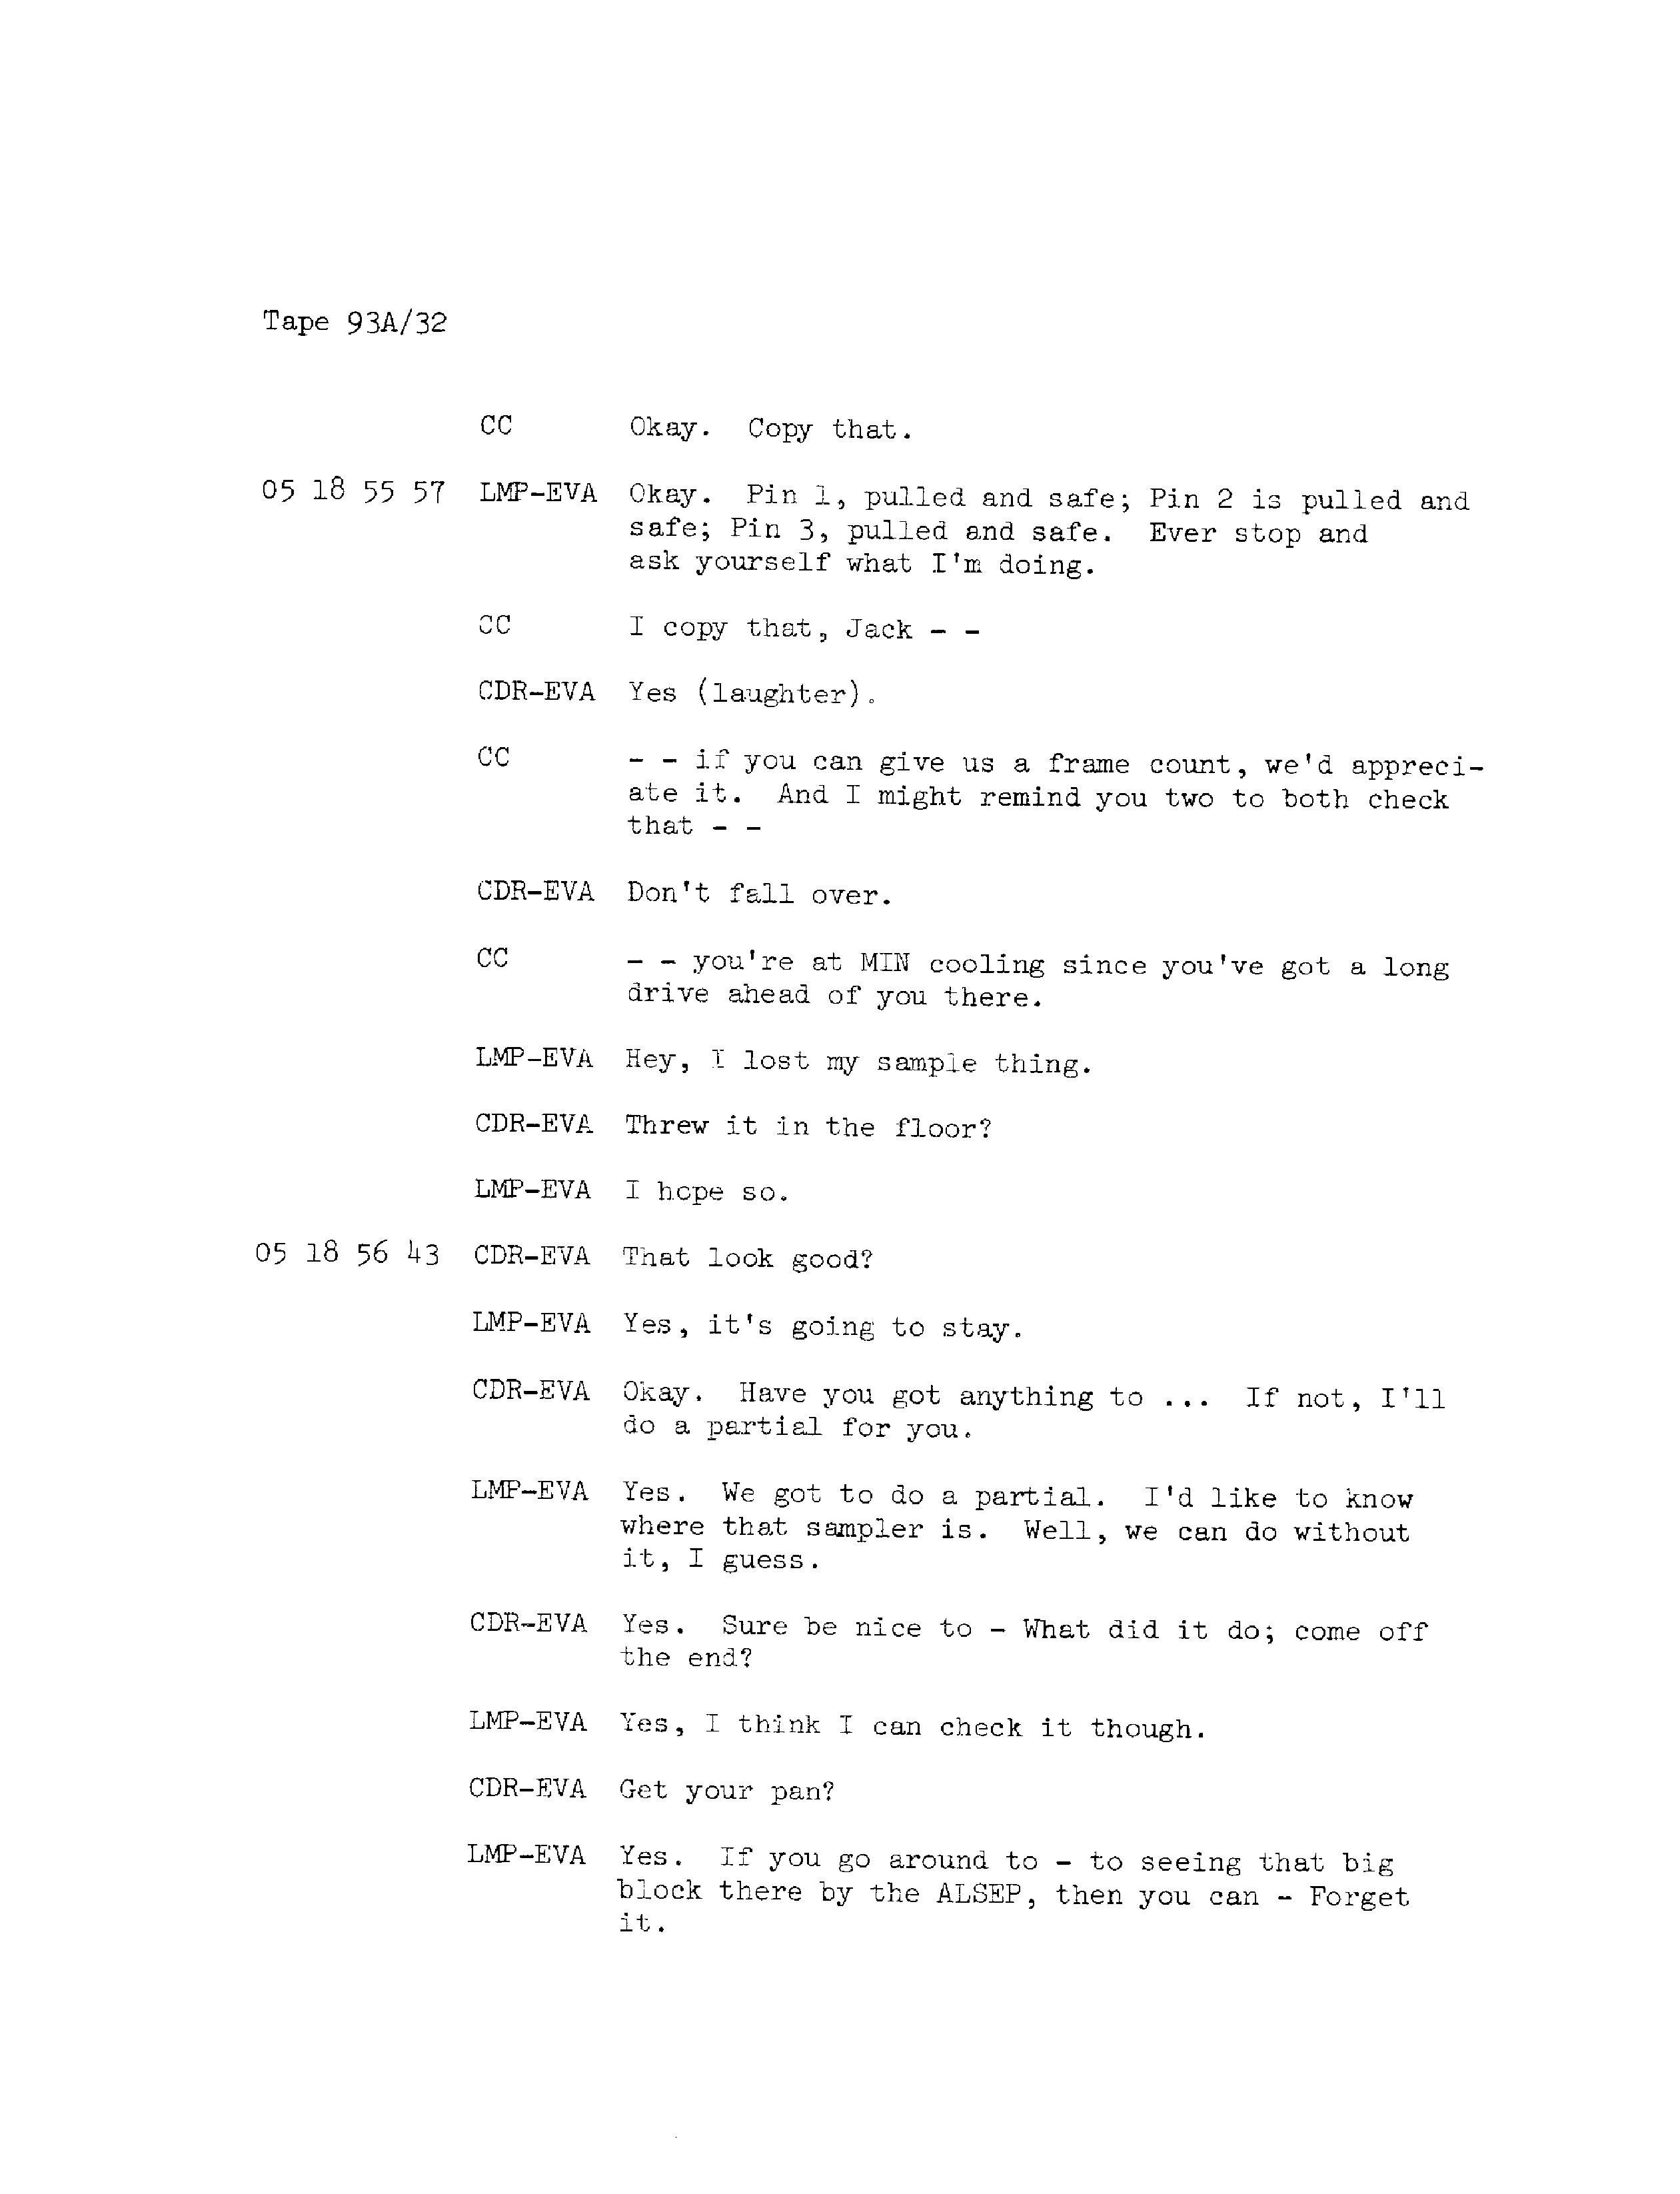 Tape 93A/32
CC Okay. Copy that.
05 18 55 57 LMP-EVA Okay. Pin 1, pulled and safe; Pin 2 is pulled and
safe; Pin 3, pulled and safe. Ever stop and
ask yourself what I'm doing.
CC I copy that, Jack - -
CDR-EVA Yes (laughter).
CC - - if you can give us a frame count, we'd appreci-
ate it. And I might remind you two to both check
that - -
CDR-EVA Don't fall over.
CC - - you're at MIN cooling since you've got a long
drive ahead of you there.
LMP-EVA Hey, I lost my sample thing.
CDR-EVA Threw it in the floor?
LMP-EVA I hope so.
05 18 56 43 CDR-EVA That look good?
LMP-EVA Yes, it's going to stay.
CDR-EVA Okay. Have you got anything to ... If not, I'll
do a partial for you.
LMP-EVA Yes. We got to do a partial. I'd like to know
where that sampler is. Well, we can do without
it, I guess.
CDR-EVA Yes. Sure be nice to - What did it do; come off
the end?
LMP-EVA Yes, I think I can check it though.
CDR-EVA Get your pan?
LMP-EVA Yes. If you go around to - to seeing that big
block there by the ALSEP, then you can - Forget
it.